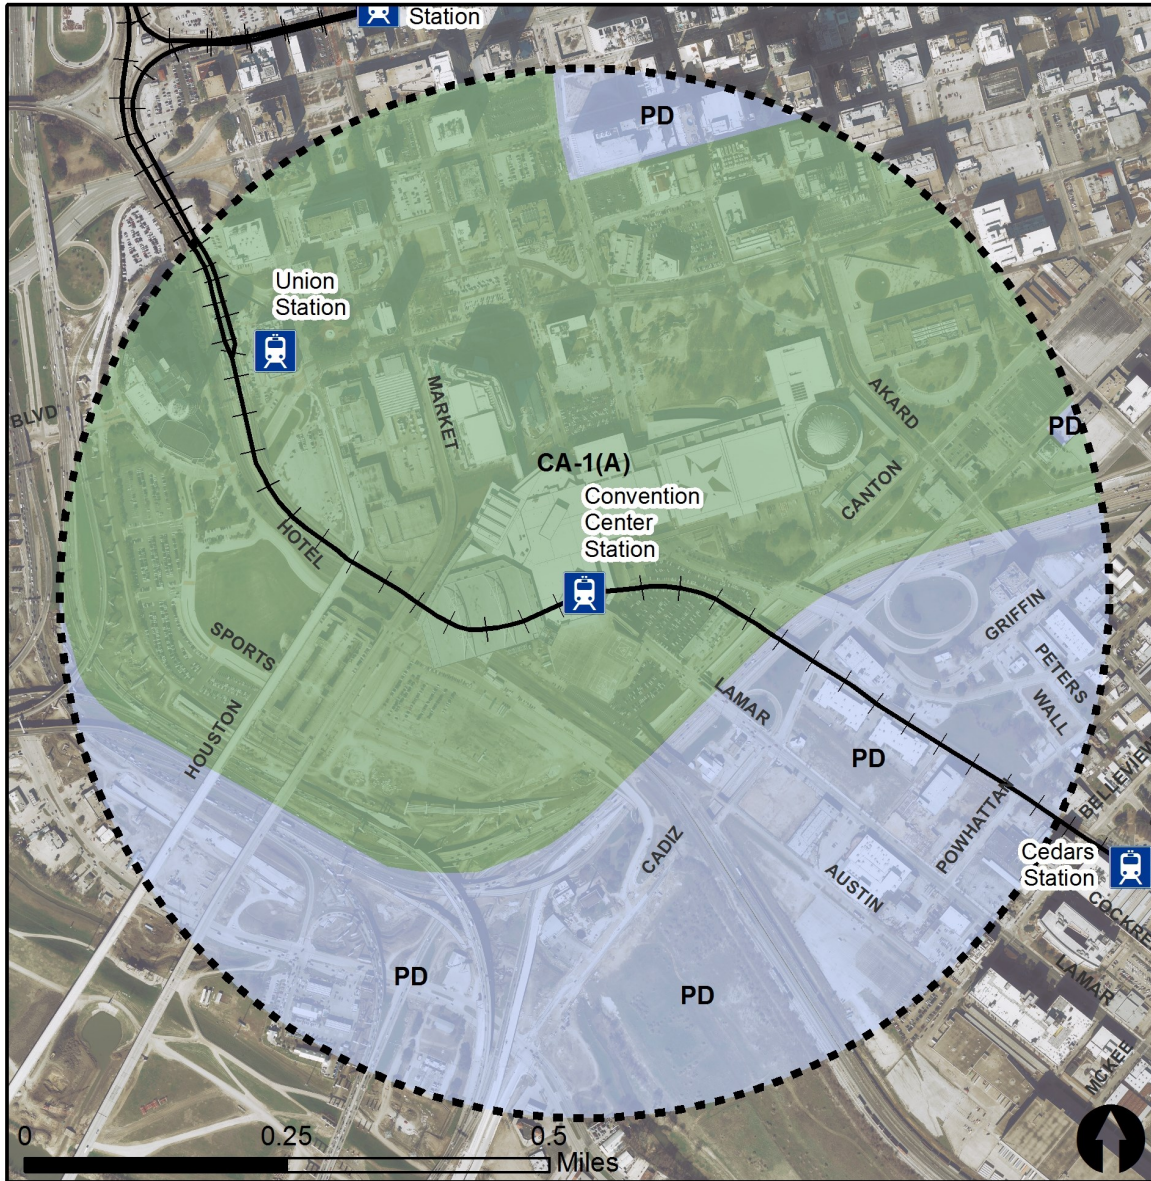 Station
PD
Union
Station
BLVD
MARKET
AKARD
PD
CA-1(A)
Convention
Center
Station
CANTON
HOTEL
GRIFFIN
SPORTS
PETERS
WALL
LAMAR
HOUSTON
PD
BELLEVIEW
POWHATTAN
CADIZ
Cedars
Station
AUSTIN
COCKRE
PD
PD
LAMAR
MCKEE
0
0.25
0.5
Miles